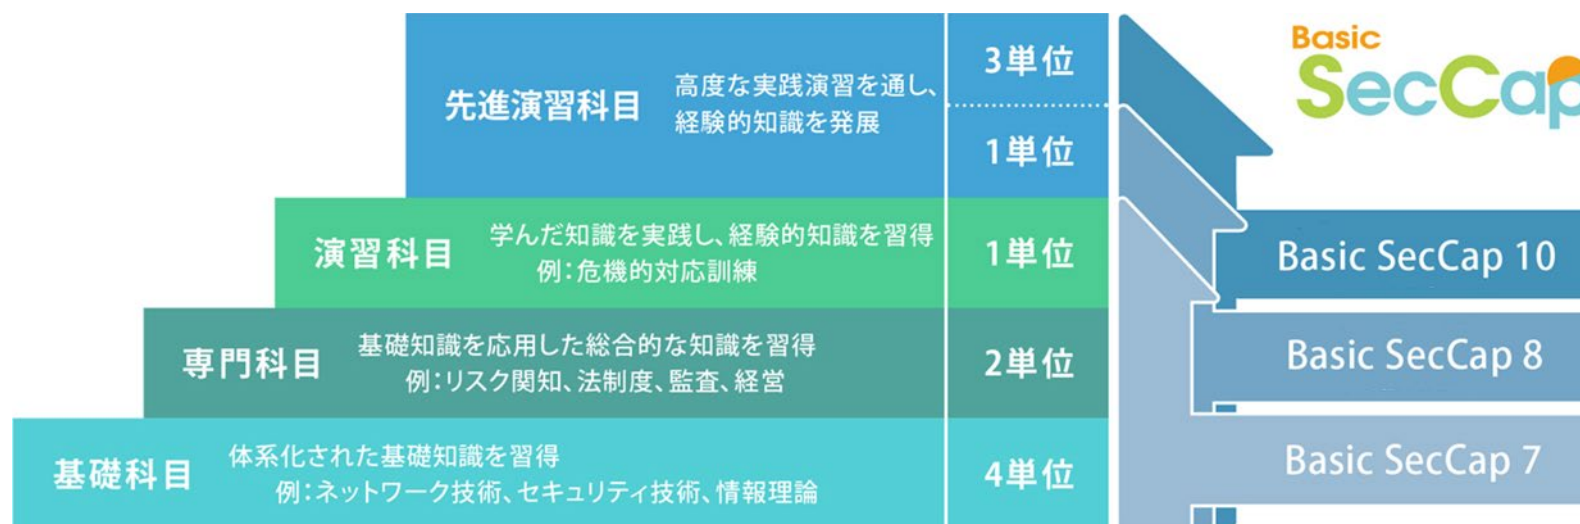 Basic
SecCap
先進演習科目
高度な実践演習を通し、
経験的知識を発展
3単位
1単位
演習科目
学んだ知識を実践し、経験的知識を習得
例：危機的対応訓練
1単位
Basic SecCap 10
専門科目
基礎知識を応用した総合的な知識を習得
例：リスク関知、法制度、監査、経営
2単位
Basic SecCap 8
基礎科目
体系化された基礎知識を習得
例：ネットワーク技術、セキュリティ技術、情報理論
4単位
Basic SecCap 7